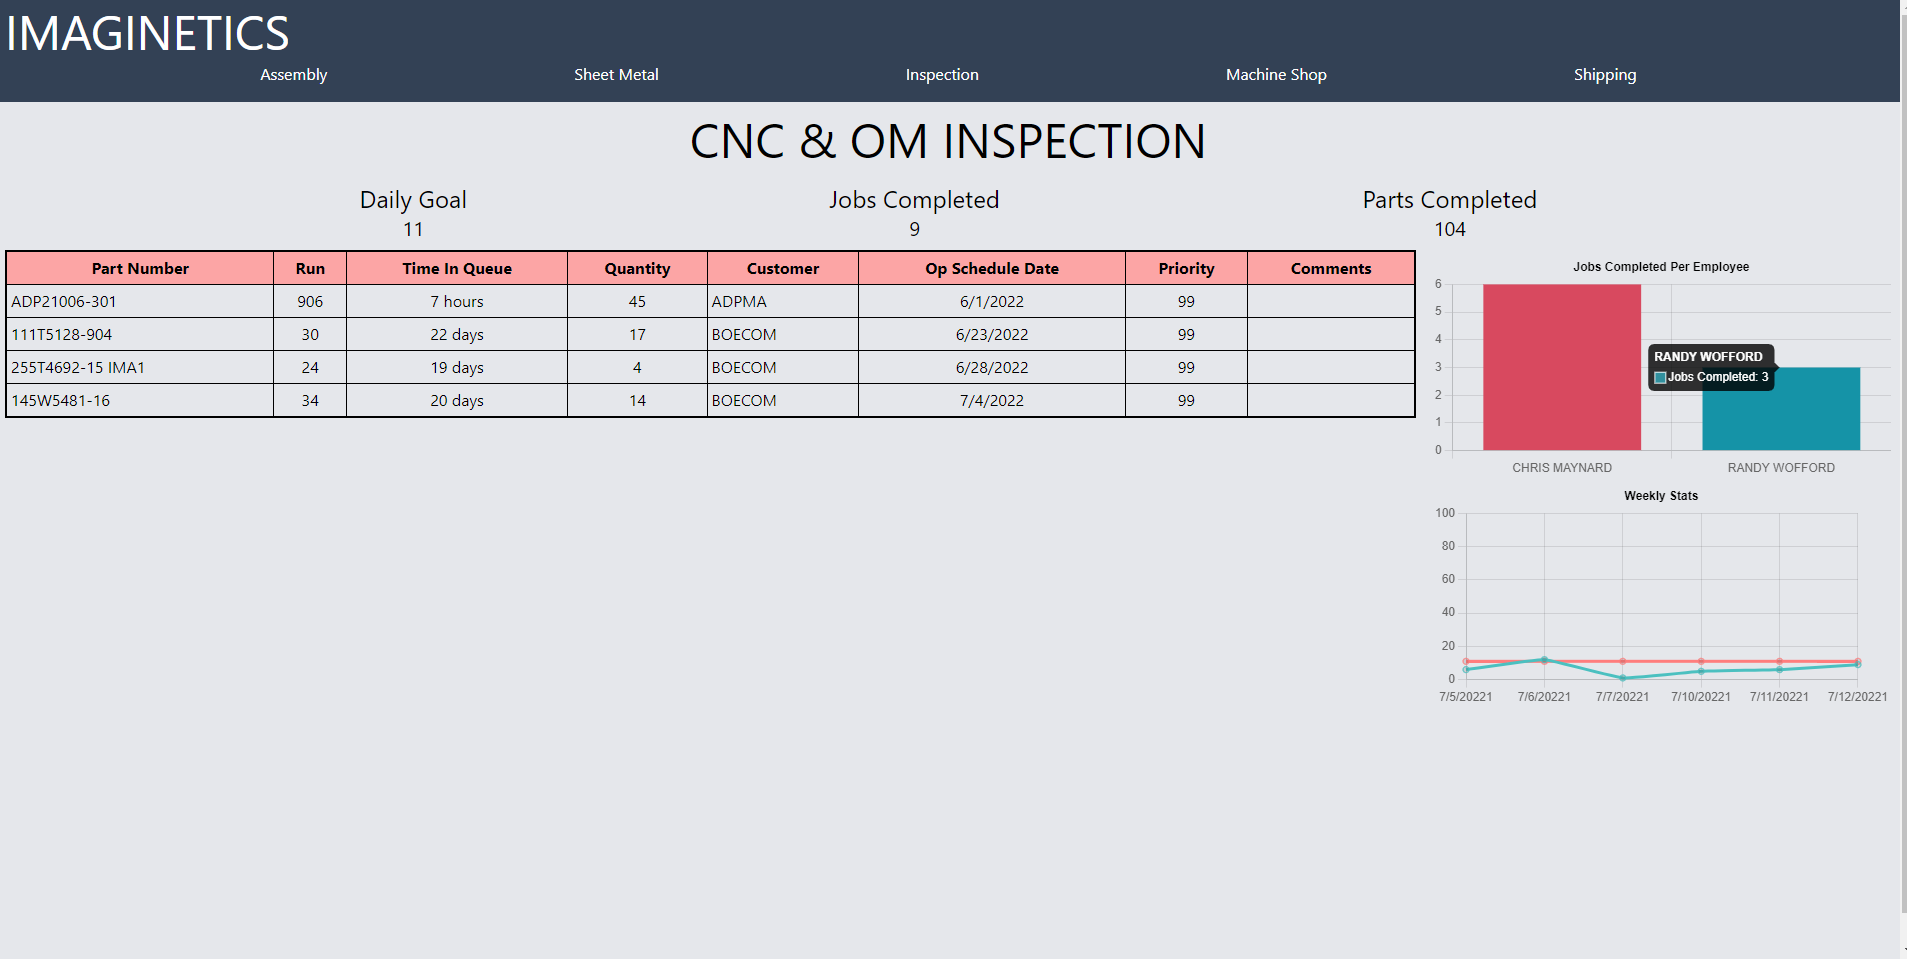 IMAGINETICS
Assembly Sheet Metal Inspection Machine Shop Shipping
CNC & OM INSPECTION
Daily Goal Jobs Completed Parts Completed
11 9 104
Part Number Run Time In Queue Quantity Customer Op Schedule Date Priority Comments
ADP21006-301 906 7 hours 45 ADPMA 6/1/2022 99
111T5128-904 30 22 days 17 BOECOM 6/23/2022 99
255T4692-15 IMA1 24 19 days 4 BOECOM 6/28/2022 99
145W5481-16 34 20 days 14 BOECOM 7/4/2022 99
Jobs Completed Per Employee
6
5
4
3
2
1
0
RANDY WOFFORD
Jobs Completed: 3
CHRIS MAYNARD RANDY WOFFORD
Weekly Stats
100
80
60
40
20
0
7/5/20221 7/6/20221 7/7/20221 7/10/20221 7/11/20221 7/12/20221